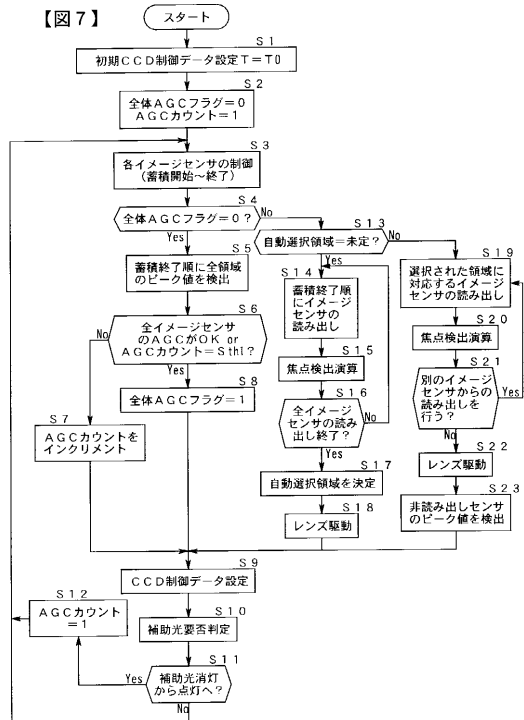 【図7】
スタート
S1
初期CCD制御データ設定T=T0
S2
全体AGCフラグ=0
AGCカウント=1
S3
各イメージセンサの制御
(蓄積開始~終了)
S4
全体AGCフラグ=0?
No
Yes
S5
蓄積終了順に全領域
のピーク値を検出
S6
全イメージセンサ
のAGCがOK or
AGCカウント=Sthl?
No
Yes
S7
AGCカウントを
インクリメント
S8
全体AGCフラグ=1
S13
自動選択領域=未定?
No
Yes
S14
蓄積終了順
にイメージ
センサの
読み出し
S15
焦点検出演算
S16
全イメージ
センサの読み
出し終了?
No
Yes
S17
自動選択領域を決定
S18
レンズ駆動
S19
選択された領域に
対応するイメージ
センサの読み出し
S20
焦点検出演算
S21
別のイメージ
センサからの
読み出しを
行う?
Yes
No
S22
レンズ駆動
S23
非読み出しセンサ
のピーク値を検出
S9
CCD制御データ設定
S10
補助光要否判定
S11
補助光消灯
から点灯へ?
Yes
No
S12
AGCカウント
=1